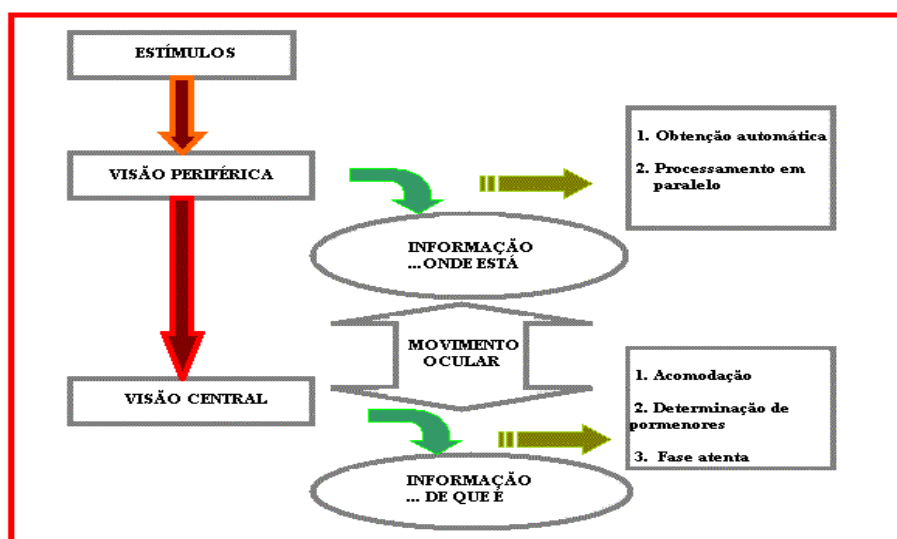 ESTÍMULOS
VISÃO PERIFÉRICA
1. Obtenção automática
2. Processamento em
paralelo
INFORMAÇÃO
...ONDE ESTÁ
MOVIMENTO
OCULAR
VISÃO CENTRAL
1. Acomodação
2. Determinação de
pormenores
3. Fase atenta
INFORMAÇÃO
... DE QUE É